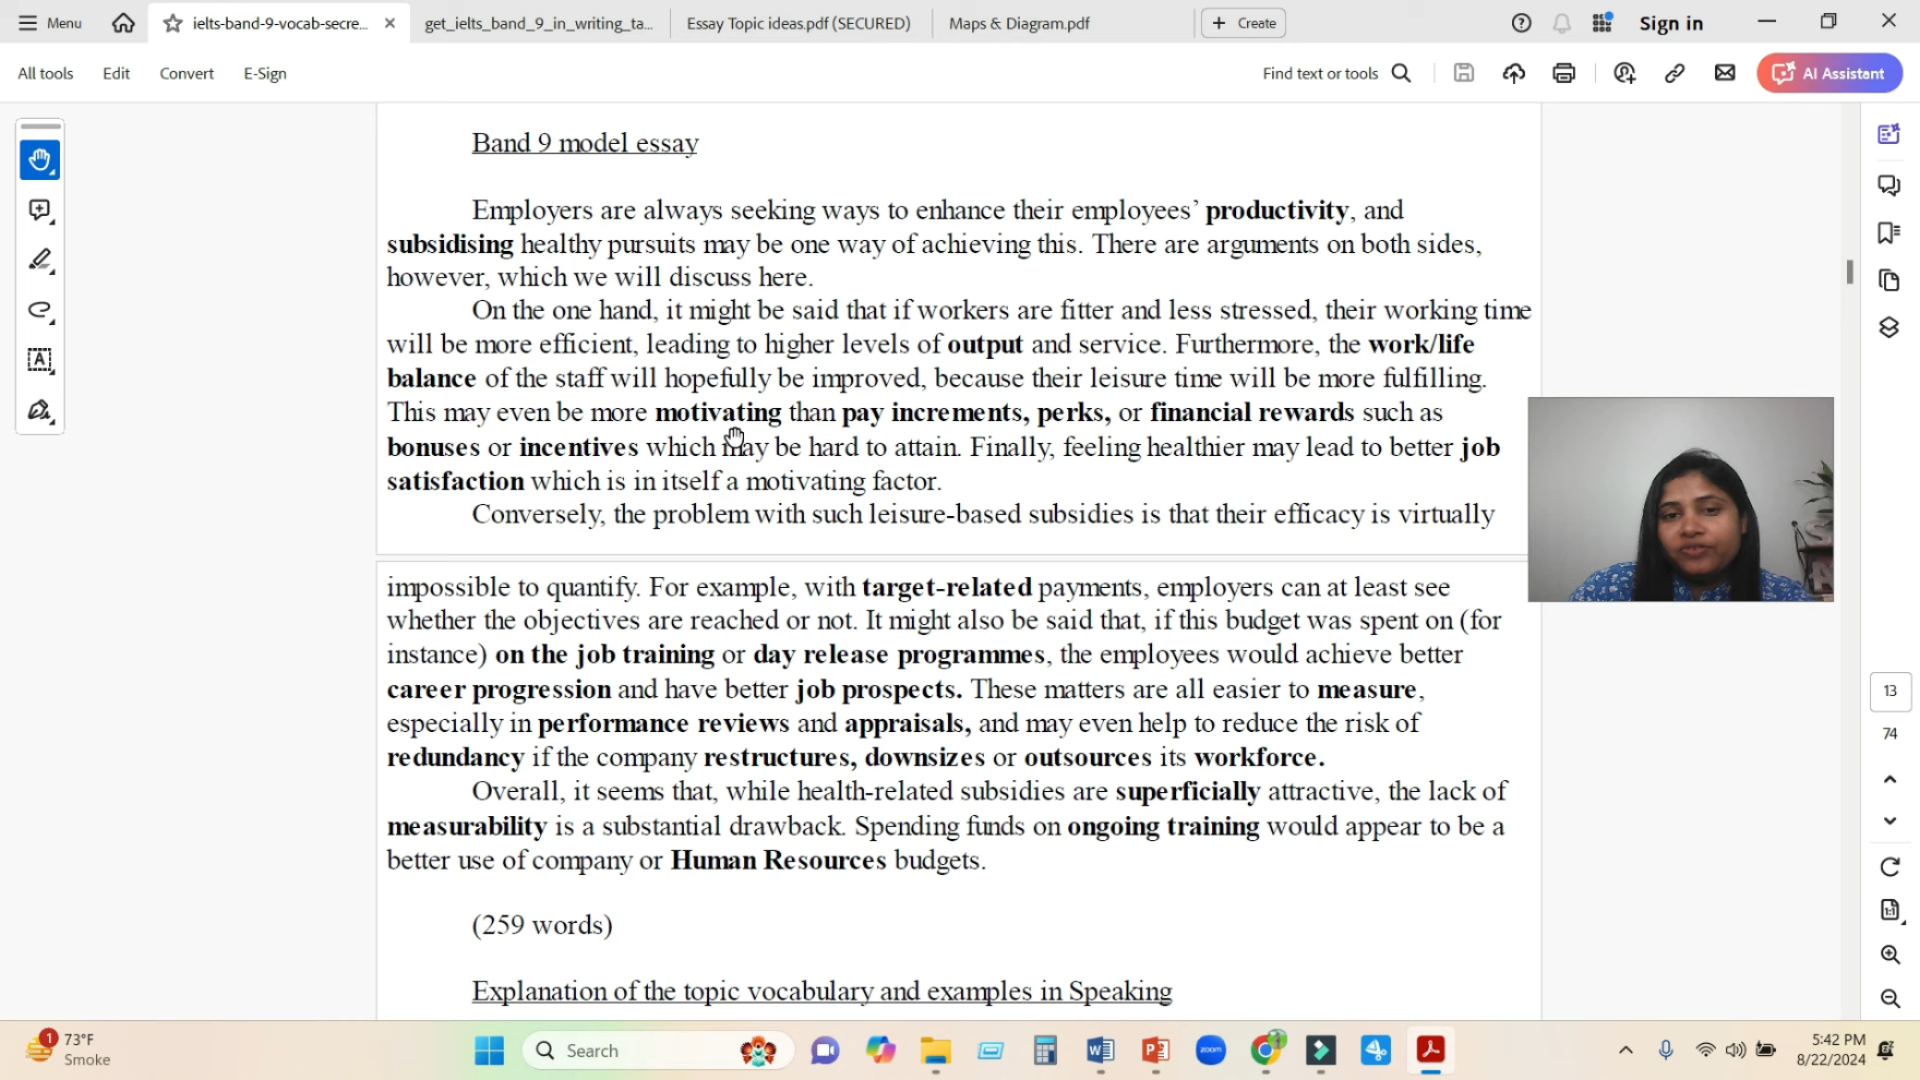 Menu
ielts-band-9-vocab-secre...
get_ielts_band_9_in_writing_ta...
Essay Topic ideas.pdf (SECURED)
Maps & Diagram.pdf
Create
Sign in
All tools
Edit
Convert
E-Sign
Find text or tools
AI Assistant
Band 9 model essay
Employers are always seeking ways to enhance their employees’ productivity, and
subsidising healthy pursuits may be one way of achieving this. There are arguments on both sides,
however, which we will discuss here.
On the one hand, it might be said that if workers are fitter and less stressed, their working time
will be more efficient, leading to higher levels of output and service. Furthermore, the work/life
balance of the staff will hopefully be improved, because their leisure time will be more fulfilling.
This may even be more motivating than pay increments, perks, or financial rewards such as
bonuses or incentives which may be hard to attain. Finally, feeling healthier may lead to better job
satisfaction which is in itself a motivating factor.
Conversely, the problem with such leisure-based subsidies is that their efficacy is virtually
impossible to quantify. For example, with target-related payments, employers can at least see
whether the objectives are reached or not. It might also be said that, if this budget was spent on (for
instance) on the job training or day release programmes, the employees would achieve better
career progression and have better job prospects. These matters are all easier to measure,
especially in performance reviews and appraisals, and may even help to reduce the risk of
redundancy if the company restructures, downsizes or outsources its workforce.
Overall, it seems that, while health-related subsidies are superficially attractive, the lack of
measurability is a substantial drawback. Spending funds on ongoing training would appear to be a
better use of company or Human Resources budgets.
(259 words)
Explanation of the topic vocabulary and examples in Speaking
13
74
1
73°F
Smoke
Search
zoom
5:42 PM
8/22/2024